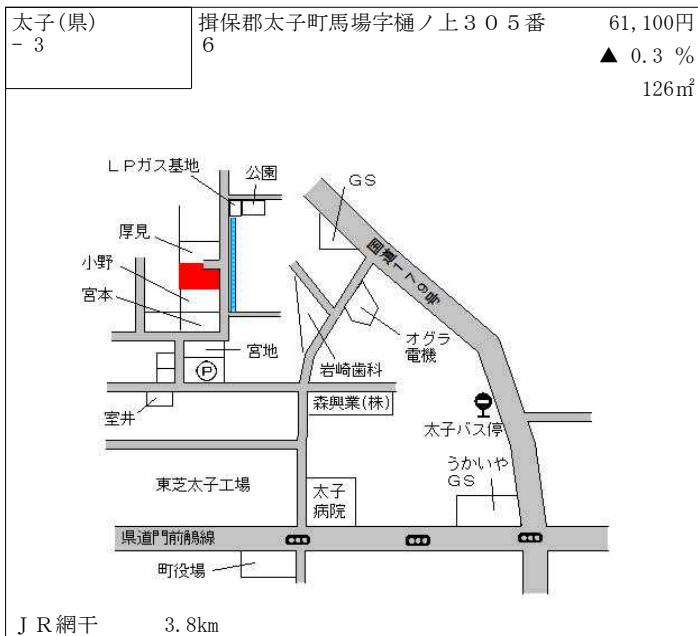 太子(県)
- 3
揖保郡太子町馬場字樋ノ上305番
6
61,100円
▲ 0.3 %
126㎡
LPガス基地
公園
GS
厚見
国道179号
小野
宮本
オグラ
電機
宮地
岩崎歯科
P
森興業(株)
室井
太子バス停
うかいや
GS
東芝太子工場
太子
病院
県道門前鵤線
町役場
JR網干 3.8km